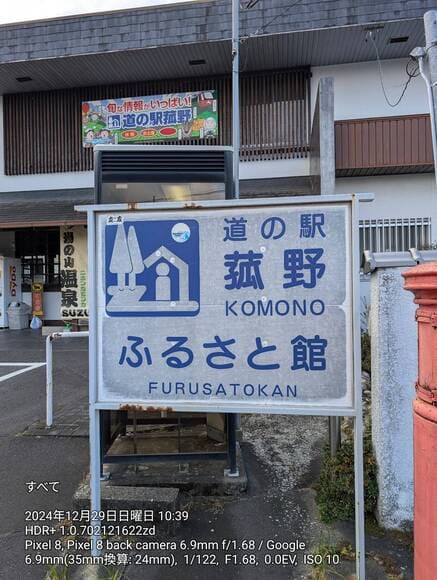 旬な情報がいっぱい!
道の駅菰野
道の駅
菰野
KOMONO
ふるさと館
FURUSATOKAN
湯の山温泉
SUZU
すべて
2024年12月29日日曜日 10:39
HDR+ 1.0.702121622zd
Pixel 8, Pixel 8 back camera 6.9mm f/1.68 / Google
6.9mm(35mm換算: 24mm), 1/122, F1.68, 0.0EV, ISO 10